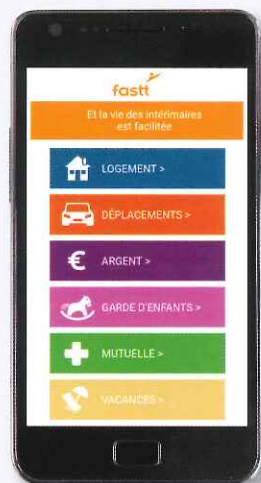 fastt
Et la vie des intérimaires
est facilitée
LOGEMENT >
DÉPLACEMENTS >
€ ARGENT >
GARDE D'ENFANTS >
MUTUELLE >
VACANCES >